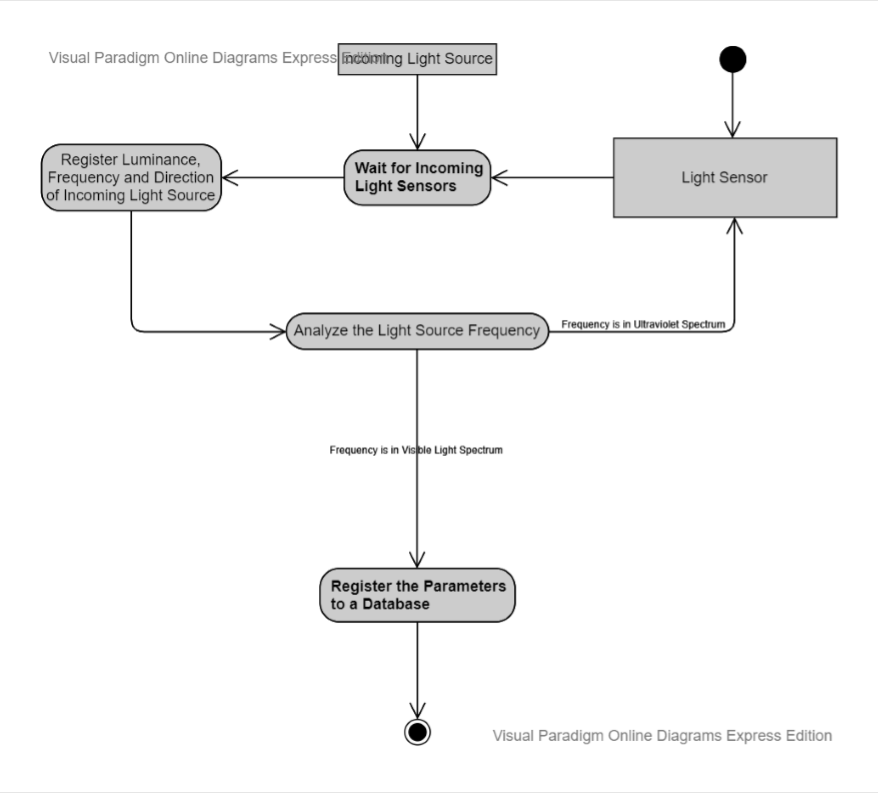 Visual Paradigm Online Diagrams Express Edition
Incoming Light Source
Register Luminance,
Frequency and Direction
of Incoming Light Source
Wait for Incoming
Light Sensors
Light Sensor
Analyze the Light Source Frequency
Frequency is in Ultraviolet Spectrum
Frequency is in Visible Light Spectrum
Register the Parameters
to a Database
Visual Paradigm Online Diagrams Express Edition